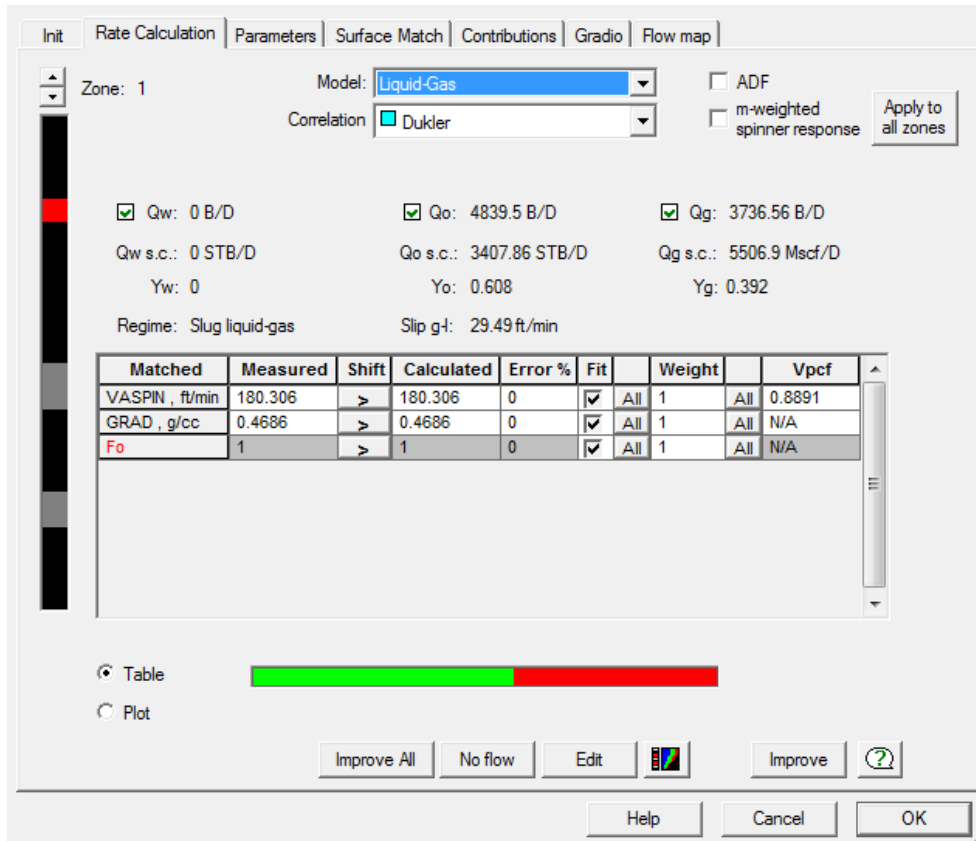 Init Rate Calculation Parameters Surface Match Contributions Gradio Flow map
Zone: 1
Model: Liquid-Gas
ADF
Correlation Dukler
m-weighted
spinner response
Apply to
all zones
Qw: 0 B/D Qo: 4839.5 B/D Qg: 3736.56 B/D
Qw s.c.: 0 STB/D Qo s.c.: 3407.86 STB/D Qg s.c.: 5506.9 Mscf/D
Yw: 0 Yo: 0.608 Yg: 0.392
Regime: Slug liquid-gas Slip g-l: 29.49 ft/min
Matched Measured Shift Calculated Error % Fit Weight Vpcf
VASPIN , ft/min 180.306 > 180.306 0 All 1 All 0.8891
GRAD , g/cc 0.4686 > 0.4686 0 All 1 All N/A
Fo 1 > 1 0 All 1 All N/A
Table
Plot
Improve All No flow Edit Improve ?
Help Cancel OK